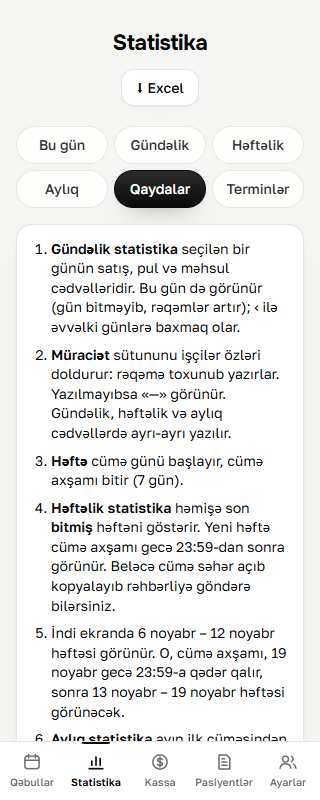 Statistika
⭳ Excel
Bu gün
Gündəlik
Həftəlik
Aylıq
Qaydalar
Terminlər
1. Gündəlik statistika seçilən bir
günün satış, pul və məhsul
cədvəlləridir. Bu gün də görünür
(gün bitməyib, rəqəmlər artır); ‹ ilə
əvvəlki günlərə baxmaq olar.
2. Müraciət sütununu işçilər özləri
doldurur: rəqəmə toxunub yazırlar.
Yazılmayıbsa «—» görünür.
Gündəlik, həftəlik və aylıq
cədvəllərdə ayrı-ayrı yazılır.
3. Həftə cümə günü başlayır, cümə
axşamı bitir (7 gün).
4. Həftəlik statistika həmişə son
bitmiş həftəni göstərir. Yeni həftə
cümə axşamı gecə 23:59-dan sonra
görünür. Beləcə cümə səhər açıb
kopyalayıb rəhbərliyə göndərə
bilərsiniz.
5. İndi ekranda 6 noyabr – 12 noyabr
həftəsi görünür. O, cümə axşamı, 19
noyabr gecə 23:59-a qədər qalır,
sonra 13 noyabr – 19 noyabr həftəsi
görünəcək.
6. Aylıq statistika ayın ilk cüməsindən
Qəbullar
Statistika
Kassa
Pasiyentlər
Ayarlar